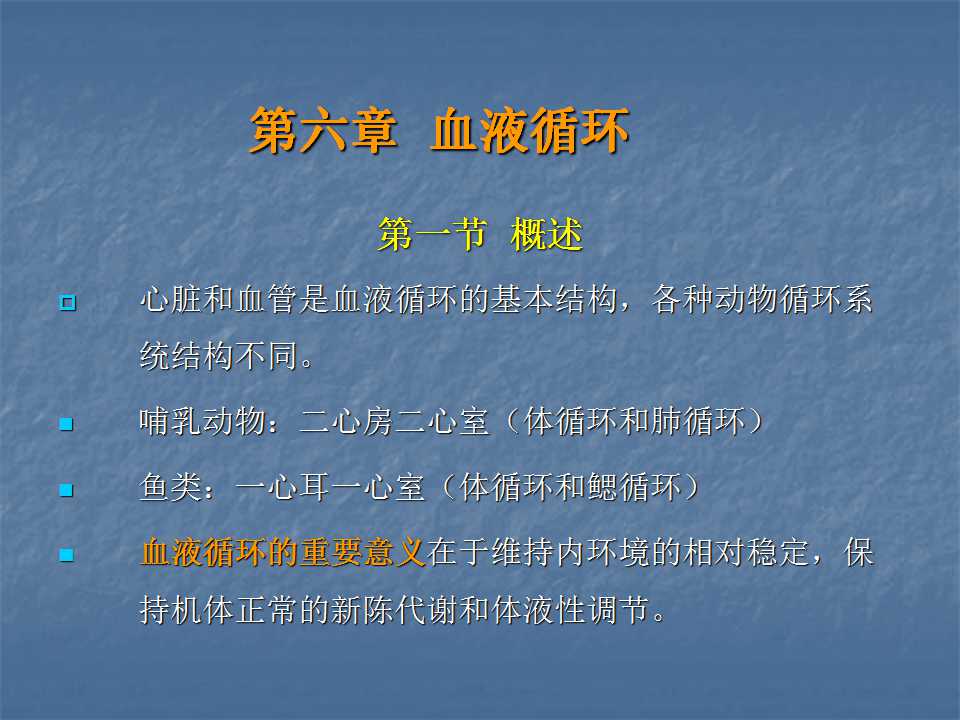 第六章 血液循环
第一节 概述
心脏和血管是血液循环的基本结构，各种动物循环系
统结构不同。
哺乳动物：二心房二心室（体循环和肺循环）
鱼类：一心耳一心室（体循环和鳃循环）
血液循环的重要意义在于维持内环境的相对稳定，保
持机体正常的新陈代谢和体液性调节。